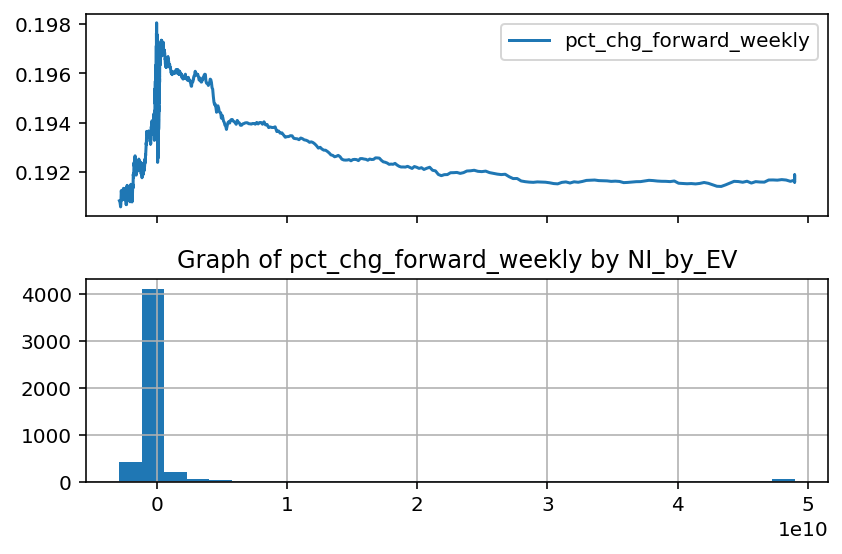 0.198
0.196
0.194
0.192
pct_chg_forward_weekly
Graph of pct_chg_forward_weekly by NI_by_EV
4000
3000
2000
1000
0
0 1 2 3 4 5
1e10